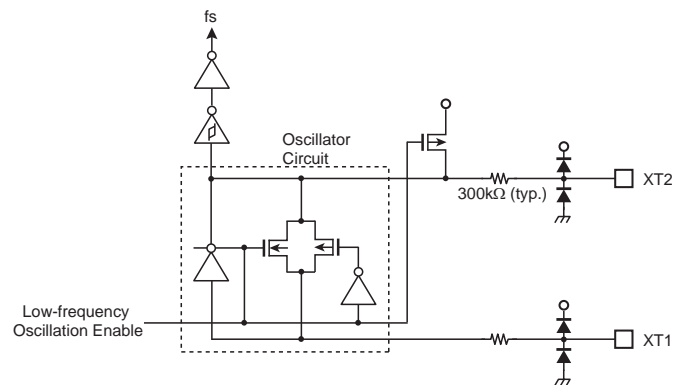 fs
Oscillator
Circuit
300kΩ (typ.)
XT2
Low-frequency
Oscillation Enable
XT1